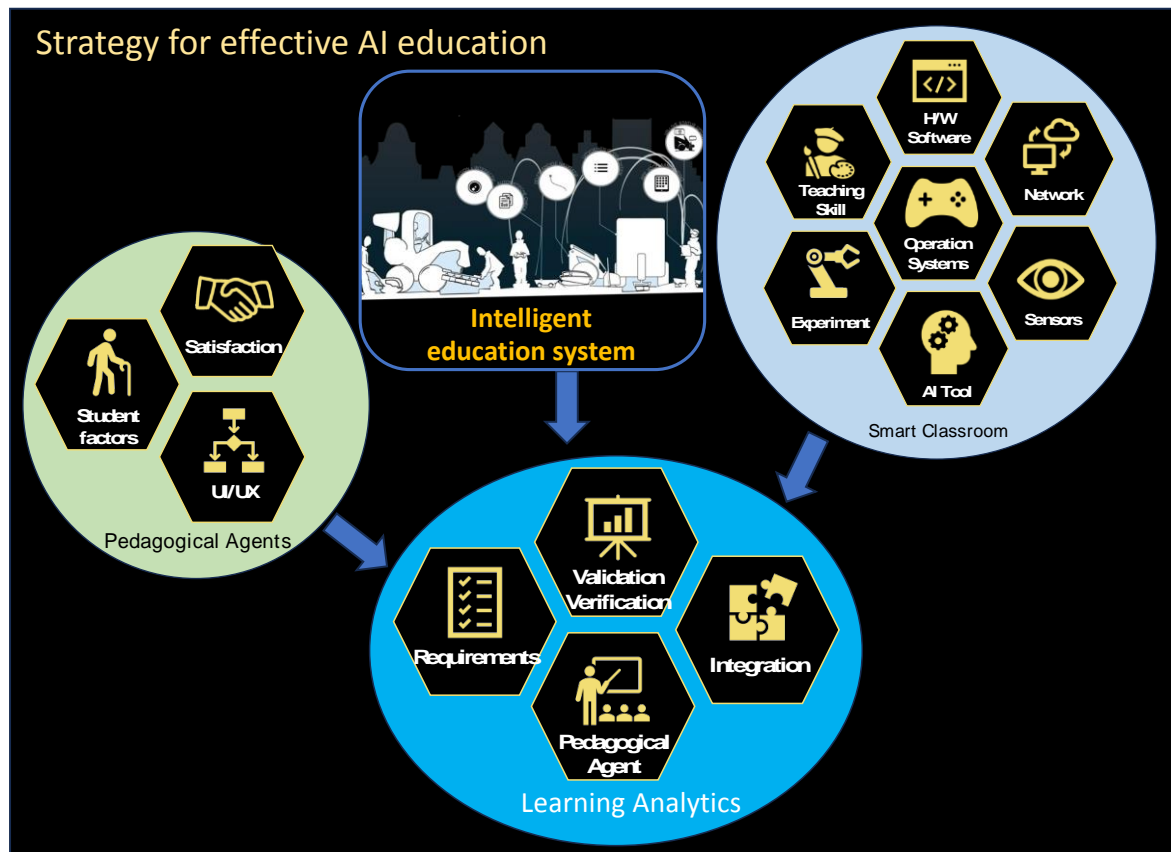 Strategy for effective AI education
Intelligent
education system
H/W
Software
Teaching
Skill
Network
Operation
Systems
Experiment
Sensors
AI Tool
Smart Classroom
Satisfaction
Student
factors
UI/UX
Pedagogical Agents
Validation
Verification
Requirements
Integration
Pedagogical
Agent
Learning Analytics